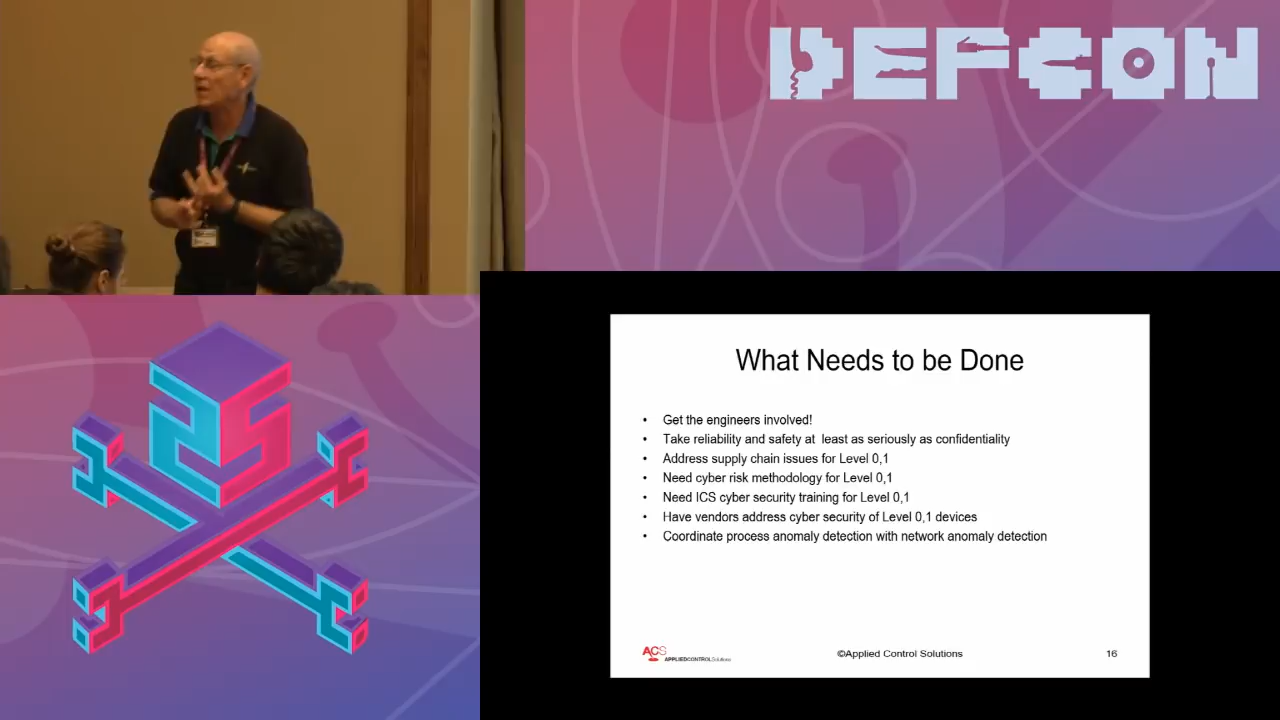 DEFCON
What Needs to be Done
• Get the engineers involved!
• Take reliability and safety at  least as seriously as confidentiality
• Address supply chain issues for Level 0,1
• Need cyber risk methodology for Level 0,1
• Need ICS cyber security training for Level 0,1
• Have vendors address cyber security of Level 0,1 devices
• Coordinate process anomaly detection with network anomaly detection
ACS APPLIEDCONTROLSolutions
©Applied Control Solutions
16